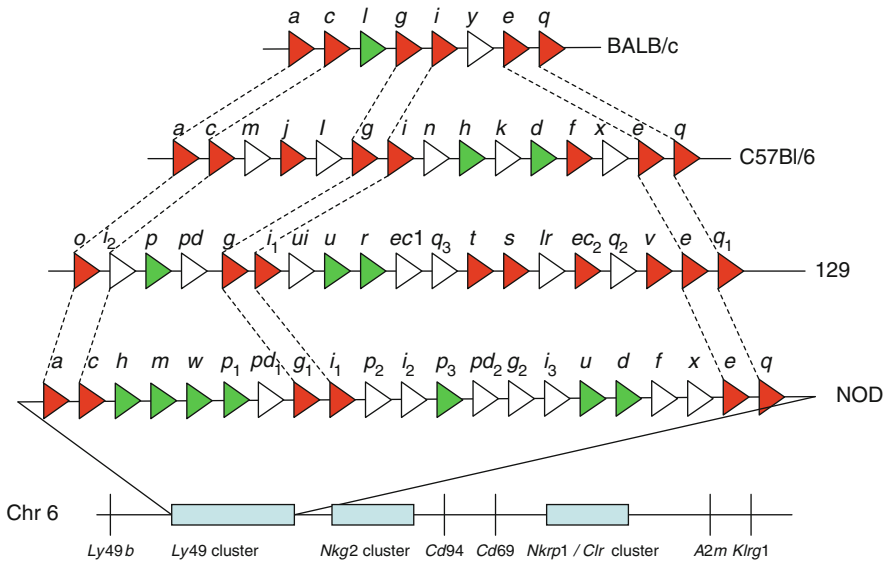 a c l g i y e q
BALB/c
a c m j l g i n h k d f x e q
C57Bl/6
o i2 p pd g i1 ui u r ec1 q3 t s lr ec2 q2 v e q1
129
a c h m w p1 pd1 g1 i1 p2 i2 p3 pd2 g2 i3 u d f x e q
NOD
Chr 6
Ly49b Ly49 cluster Nkg2 cluster Cd94 Cd69 Nkrp1 / Clr cluster A2m Klrg1